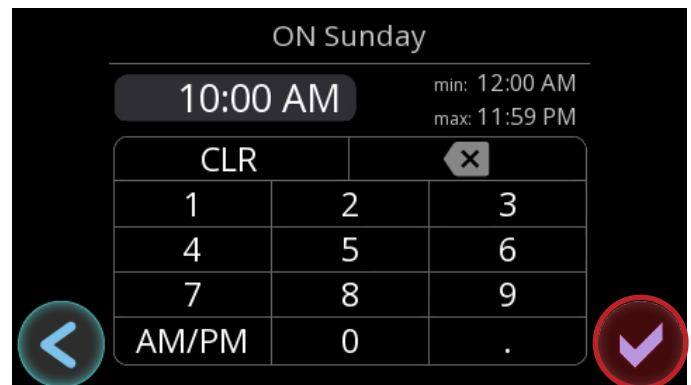 ON Sunday
10:00 AM
min: 12:00 AM
max: 11:59 PM
CLR
1 2 3
4 5 6
7 8 9
AM/PM 0 .